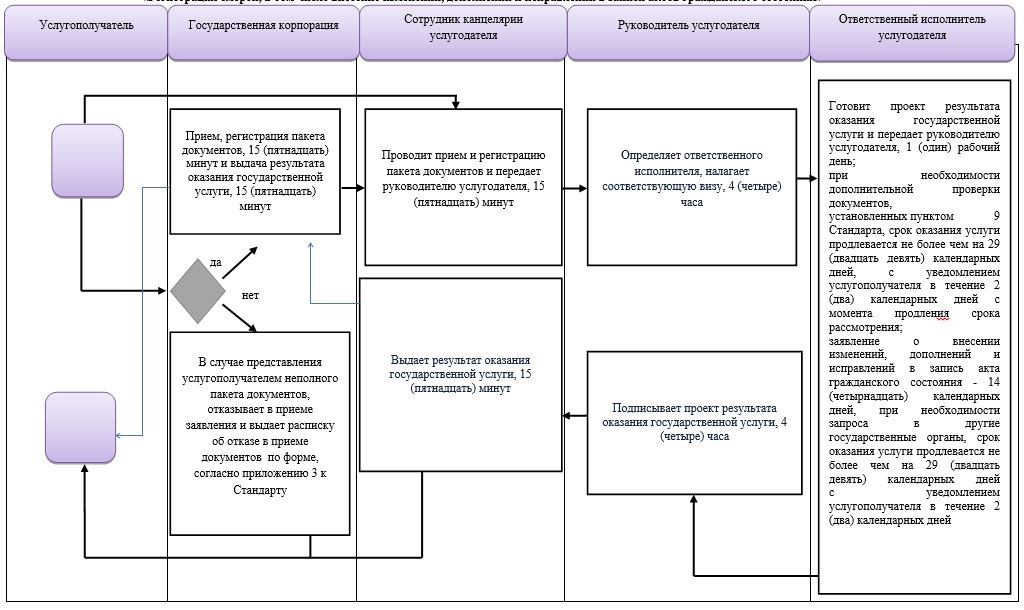 Услугополучатель
Государственная корпорация
Сотрудник канцелярии
услугодателя
Руководитель услугодателя
Ответственный исполнитель
услугодателя
Прием, регистрация пакета
документов, 15 (пятнадцать)
минут и выдача результата
оказания государственной
услуги, 15 (пятнадцать)
минут
Проводит прием и регистрацию
пакета документов и передает
руководителю услугодателя, 15
(пятнадцать) минут
Определяет ответственного
исполнителя, налагает
соответствующую визу, 4 (четыре)
часа
Готовит проект результата
оказания государственной
услуги и передает руководителю
услугодателя, 1 (один) рабочий
день;
при необходимости
дополнительной проверки
документов,
установленных пунктом 9
Стандарта, срок оказания услуги
продлевается не более чем на 29
(двадцать девять) календарных
дней, с уведомлением
услугополучателя в течение 2
(два) календарных дней с
момента продления срока
рассмотрения;
заявление о внесении
изменений, дополнений и
исправлений в запись акта
гражданского состояния - 14
(четырнадцать) календарных
дней, при необходимости
запроса в другие
государственные органы, срок
оказания услуги продлевается не
более чем на 29 (двадцать
девять) календарных дней
с уведомлением
услугополучателя в течение 2
(два) календарных дней
да
нет
В случае представления
услугополучателем неполного
пакета документов,
отказывает в приеме
заявления и выдает расписку
об отказе в приеме
документов по форме,
согласно приложению 3 к
Стандарту
Выдает результат оказания
государственной услуги, 15
(пятнадцать) минут
Подписывает проект результата
оказания государственной услуги, 4
(четыре) часа